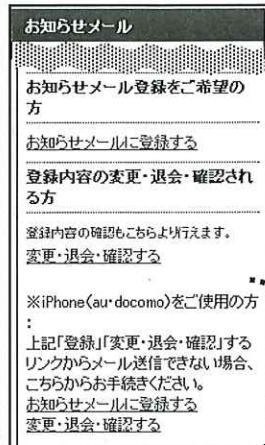 お知らせメール
お知らせメール登録をご希望の
方
お知らせメールに登録する
登録内容の変更・退会・確認され
る方
登録内容の確認もこちらより行えます。
変更・退会・確認する
※iPhone(au・docomo)をご使用の方
:
上記「登録」「変更・退会・確認」する
リンクからメール送信できない場合、
こちらからお手続きください。
お知らせメールに登録する
変更・退会・確認する